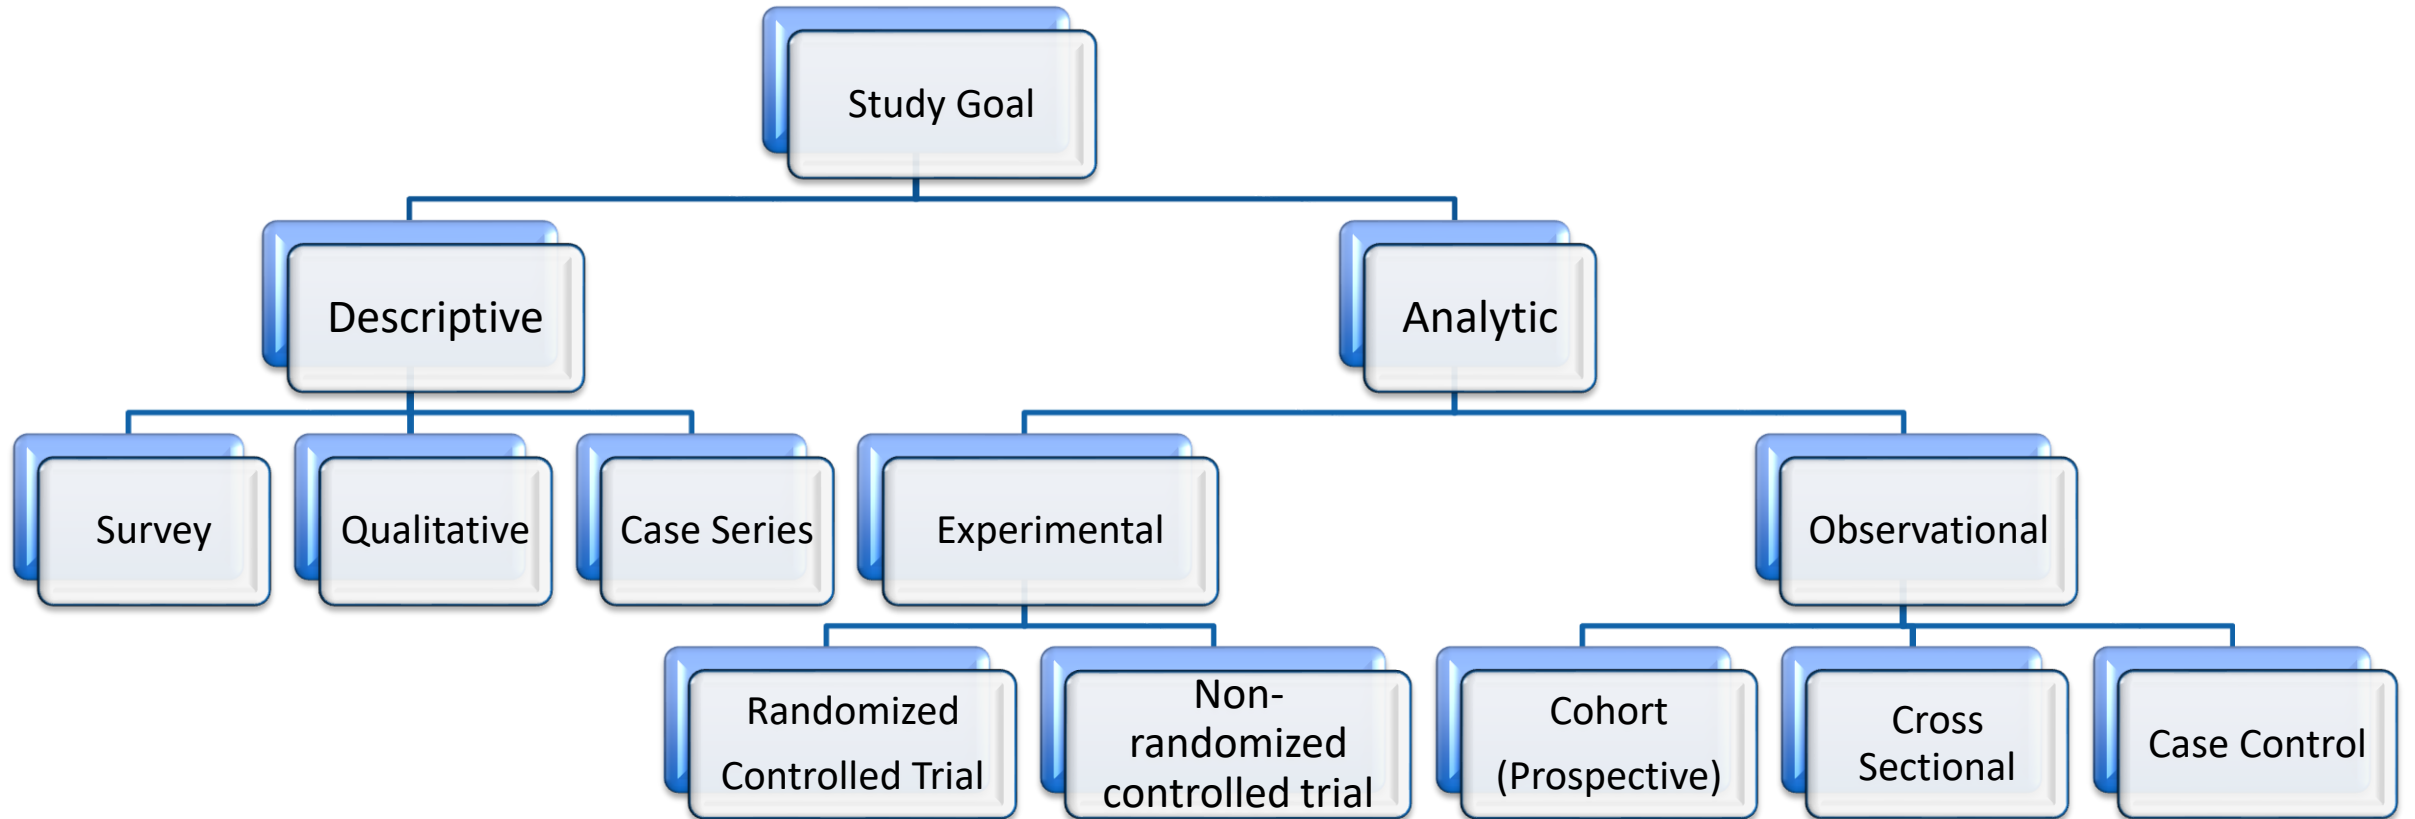 Study Goal
Descriptive
Analytic
Survey
Qualitative
Case Series
Experimental
Observational
Randomized
Controlled Trial
Non-
randomized
controlled trial
Cohort
(Prospective)
Cross
Sectional
Case Control